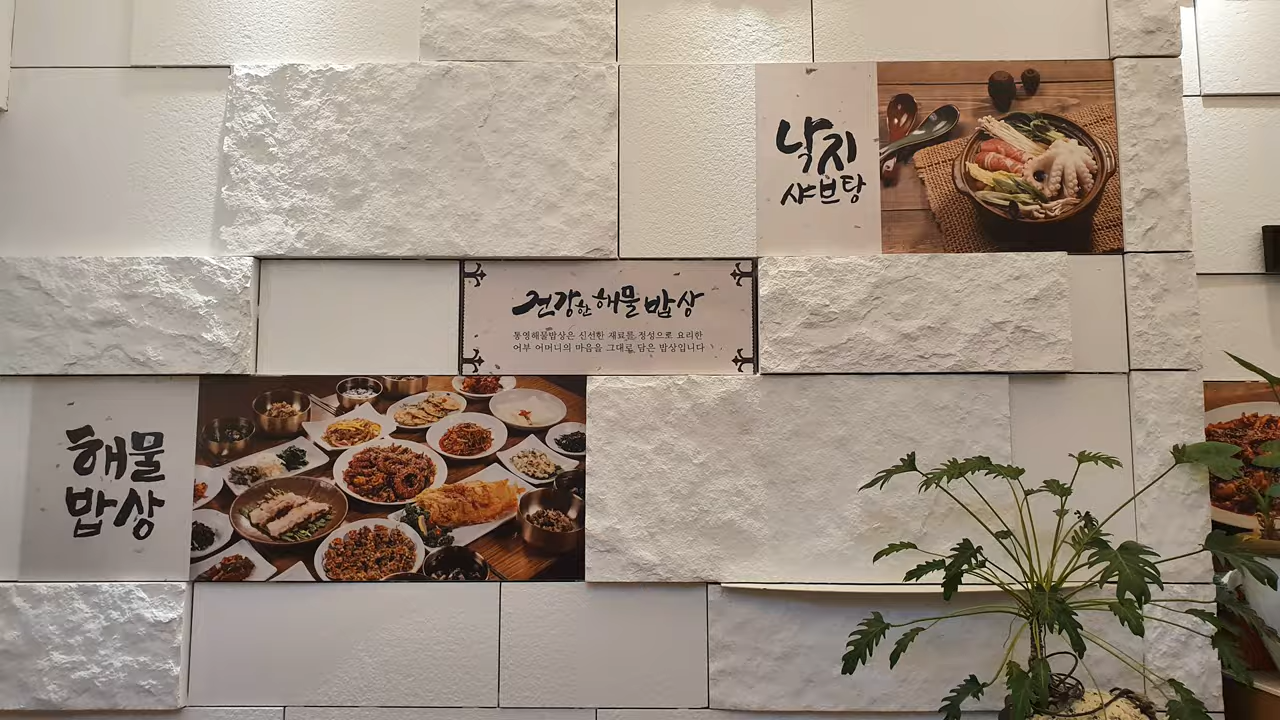 낙지
샤브탕
건강한 해물 밥상
통영해물밥상은 신선한 재료를 정성으로 요리한
어부 어머니의 마음을 그대로 담은 밥상입니다
해물
밥상